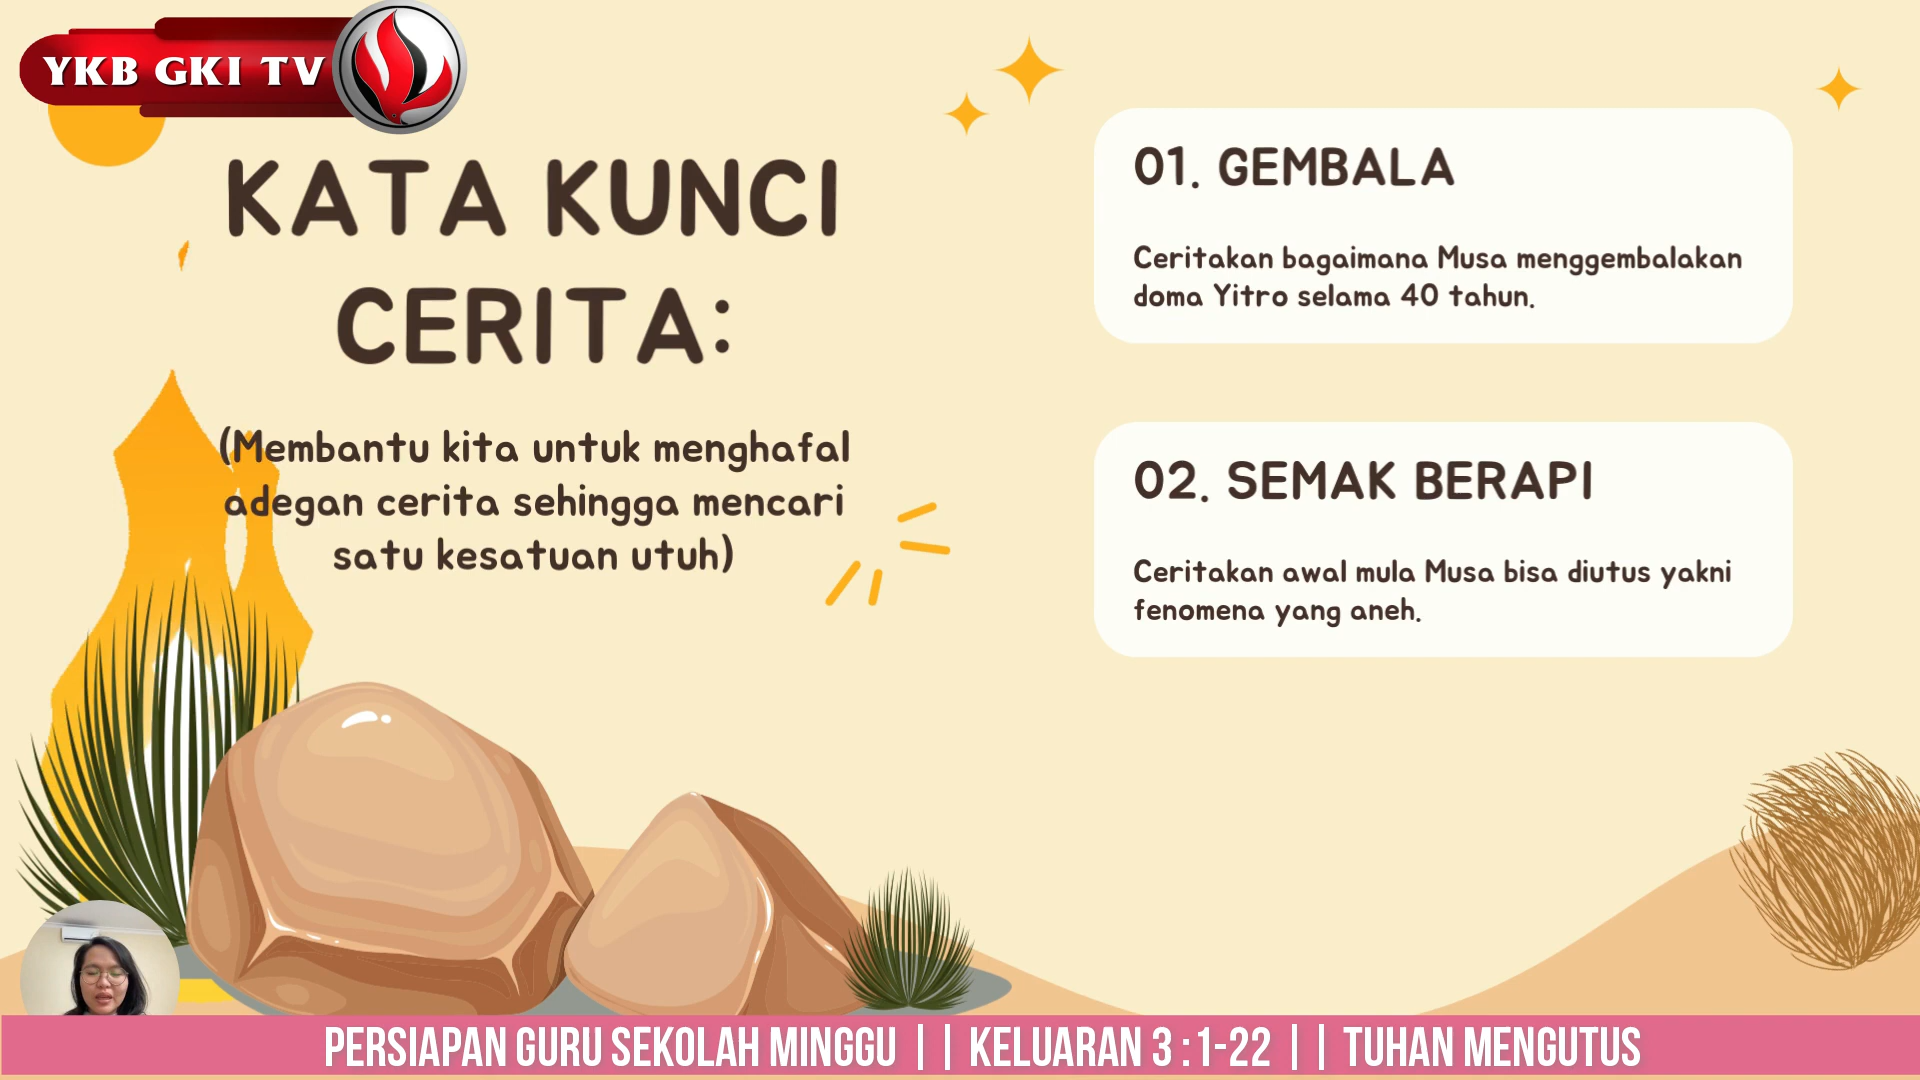 YKB GKI TV
KATA KUNCI
CERITA:
(Membantu kita untuk menghafal
adegan cerita sehingga mencari
satu kesatuan utuh)
01. GEMBALA
Ceritakan bagaimana Musa menggembalakan
doma Yitro selama 40 tahun.
02. SEMAK BERAPI
Ceritakan awal mula Musa bisa diutus yakni
fenomena yang aneh.
PERSIAPAN GURU SEKOLAH MINGGU || KELUARAN 3 :1-22 || TUHAN MENGUTUS